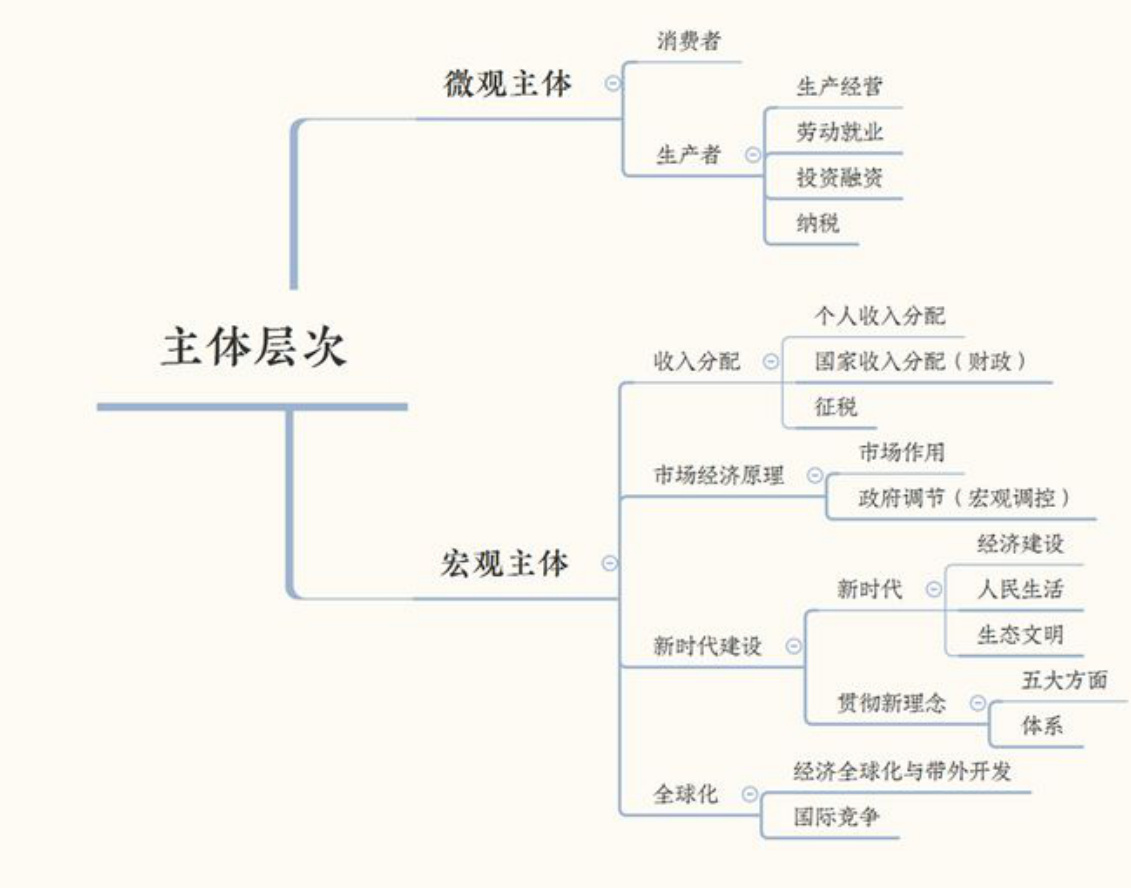 主体层次
微观主体
消费者
生产者
生产经营
劳动就业
投资融资
纳税
宏观主体
收入分配
个人收入分配
国家收入分配（财政）
征税
市场经济原理
市场作用
政府调节（宏观调控）
新时代建设
新时代
经济建设
人民生活
生态文明
贯彻新理念
五大方面
体系
全球化
经济全球化与带外开发
国际竞争